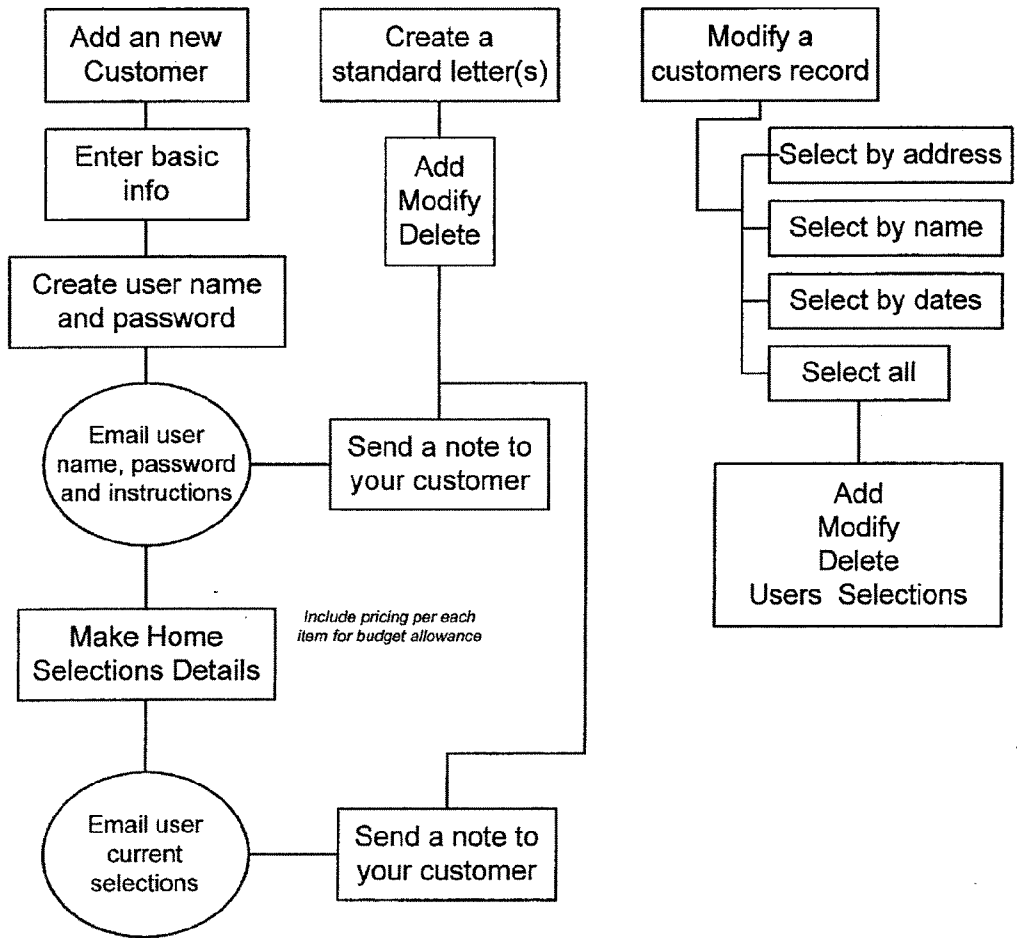 Add an new
Customer
Enter basic
info
Create user name
and password
Email user
name, password
and instructions
Make Home
Selections Details
Email user
current
selections
Create a
standard letter(s)
Add
Modify
Delete
Send a note to
your customer
Include pricing per each
item for budget allowance
Send a note to
your customer
Modify a
customers record
Select by address
Select by name
Select by dates
Select all
Add
Modify
Delete
Users Selections